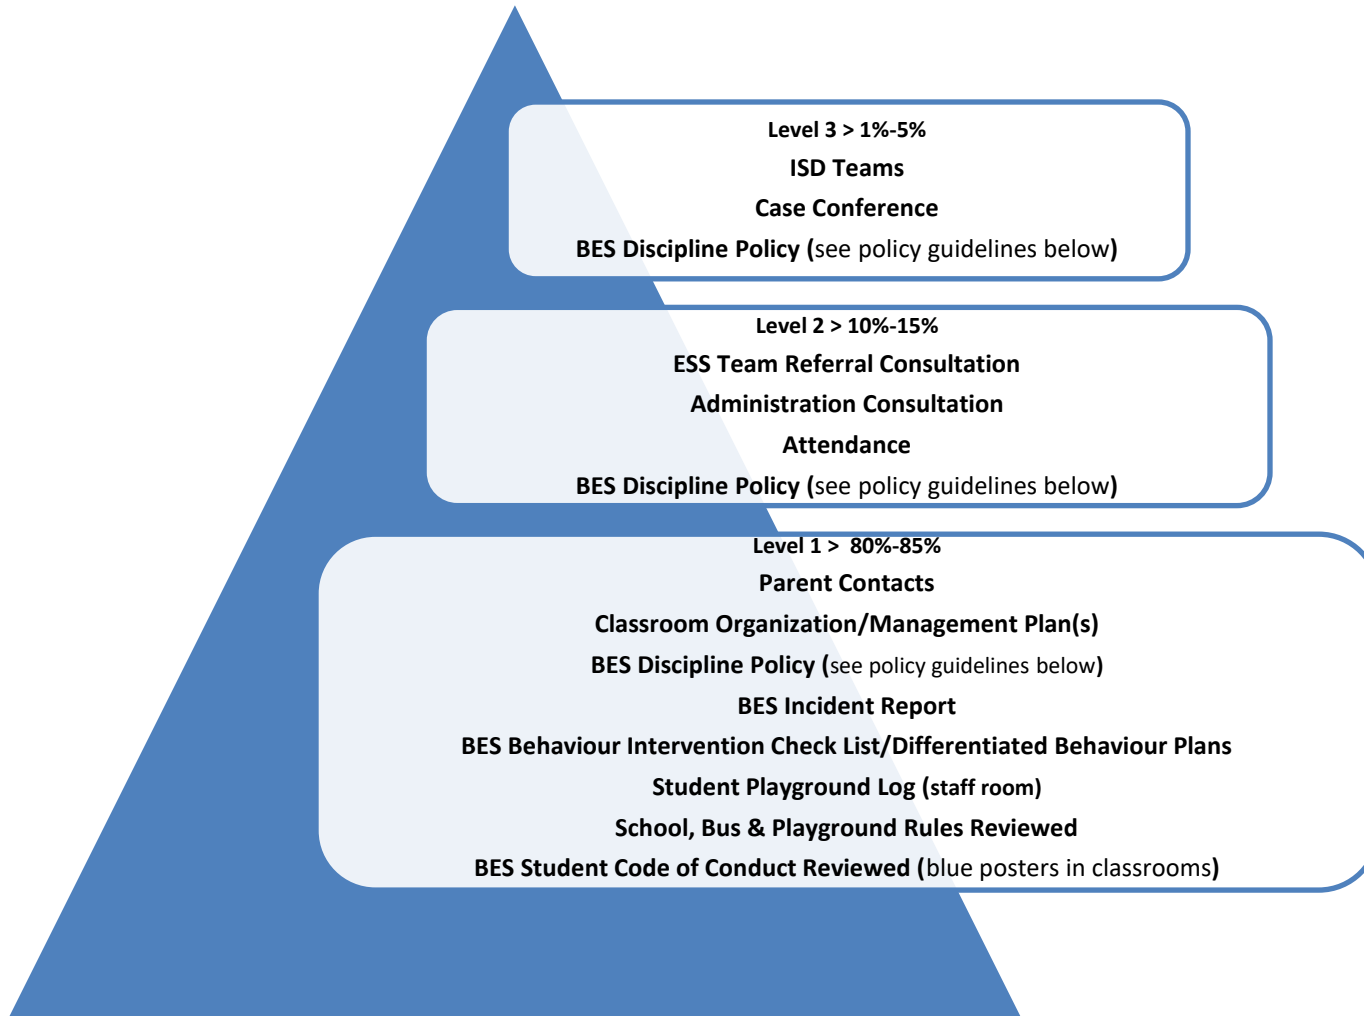 Level 3 > 1%-5%
ISD Teams
Case Conference
BES Discipline Policy (see policy guidelines below)
Level 2 > 10%-15%
ESS Team Referral Consultation
Administration Consultation
Attendance
BES Discipline Policy (see policy guidelines below)
Level 1 > 80%-85%
Parent Contacts
Classroom Organization/Management Plan(s)
BES Discipline Policy (see policy guidelines below)
BES Incident Report
BES Behaviour Intervention Check List/Differentiated Behaviour Plans
Student Playground Log (staff room)
School, Bus & Playground Rules Reviewed
BES Student Code of Conduct Reviewed (blue posters in classrooms)